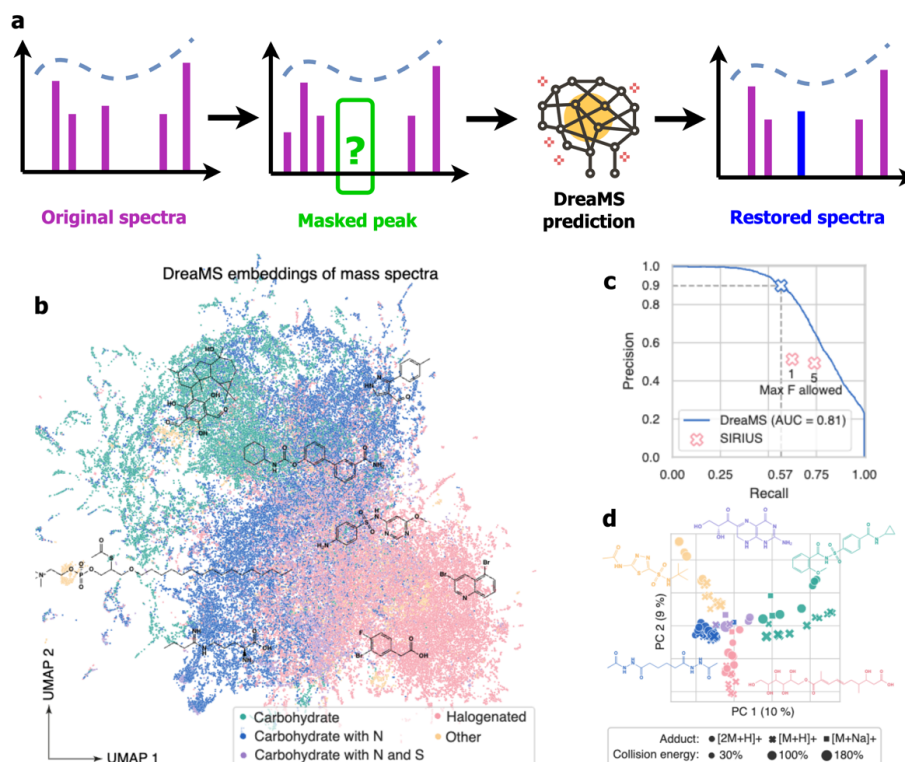 a
?
Original spectra
Masked peak
DreaMS
prediction
Restored spectra
DreaMS embeddings of mass spectra
b
UMAP 2
UMAP 1
Carbohydrate
Carbohydrate with N
Carbohydrate with N and S
Halogenated
Other
c
1.0
0.9
0.8
0.6
0.4
0.2
0.0
Precision
1
5
Max F allowed
DreaMS (AUC = 0.81)
SIRIUS
0.00
0.25
0.57
0.75
1.00
Recall
d
PC 2 (9 %)
PC 1 (10 %)
Adduct:
[2M+H]+
[M+H]+
[M+Na]+
Collision energy:
30%
100%
180%